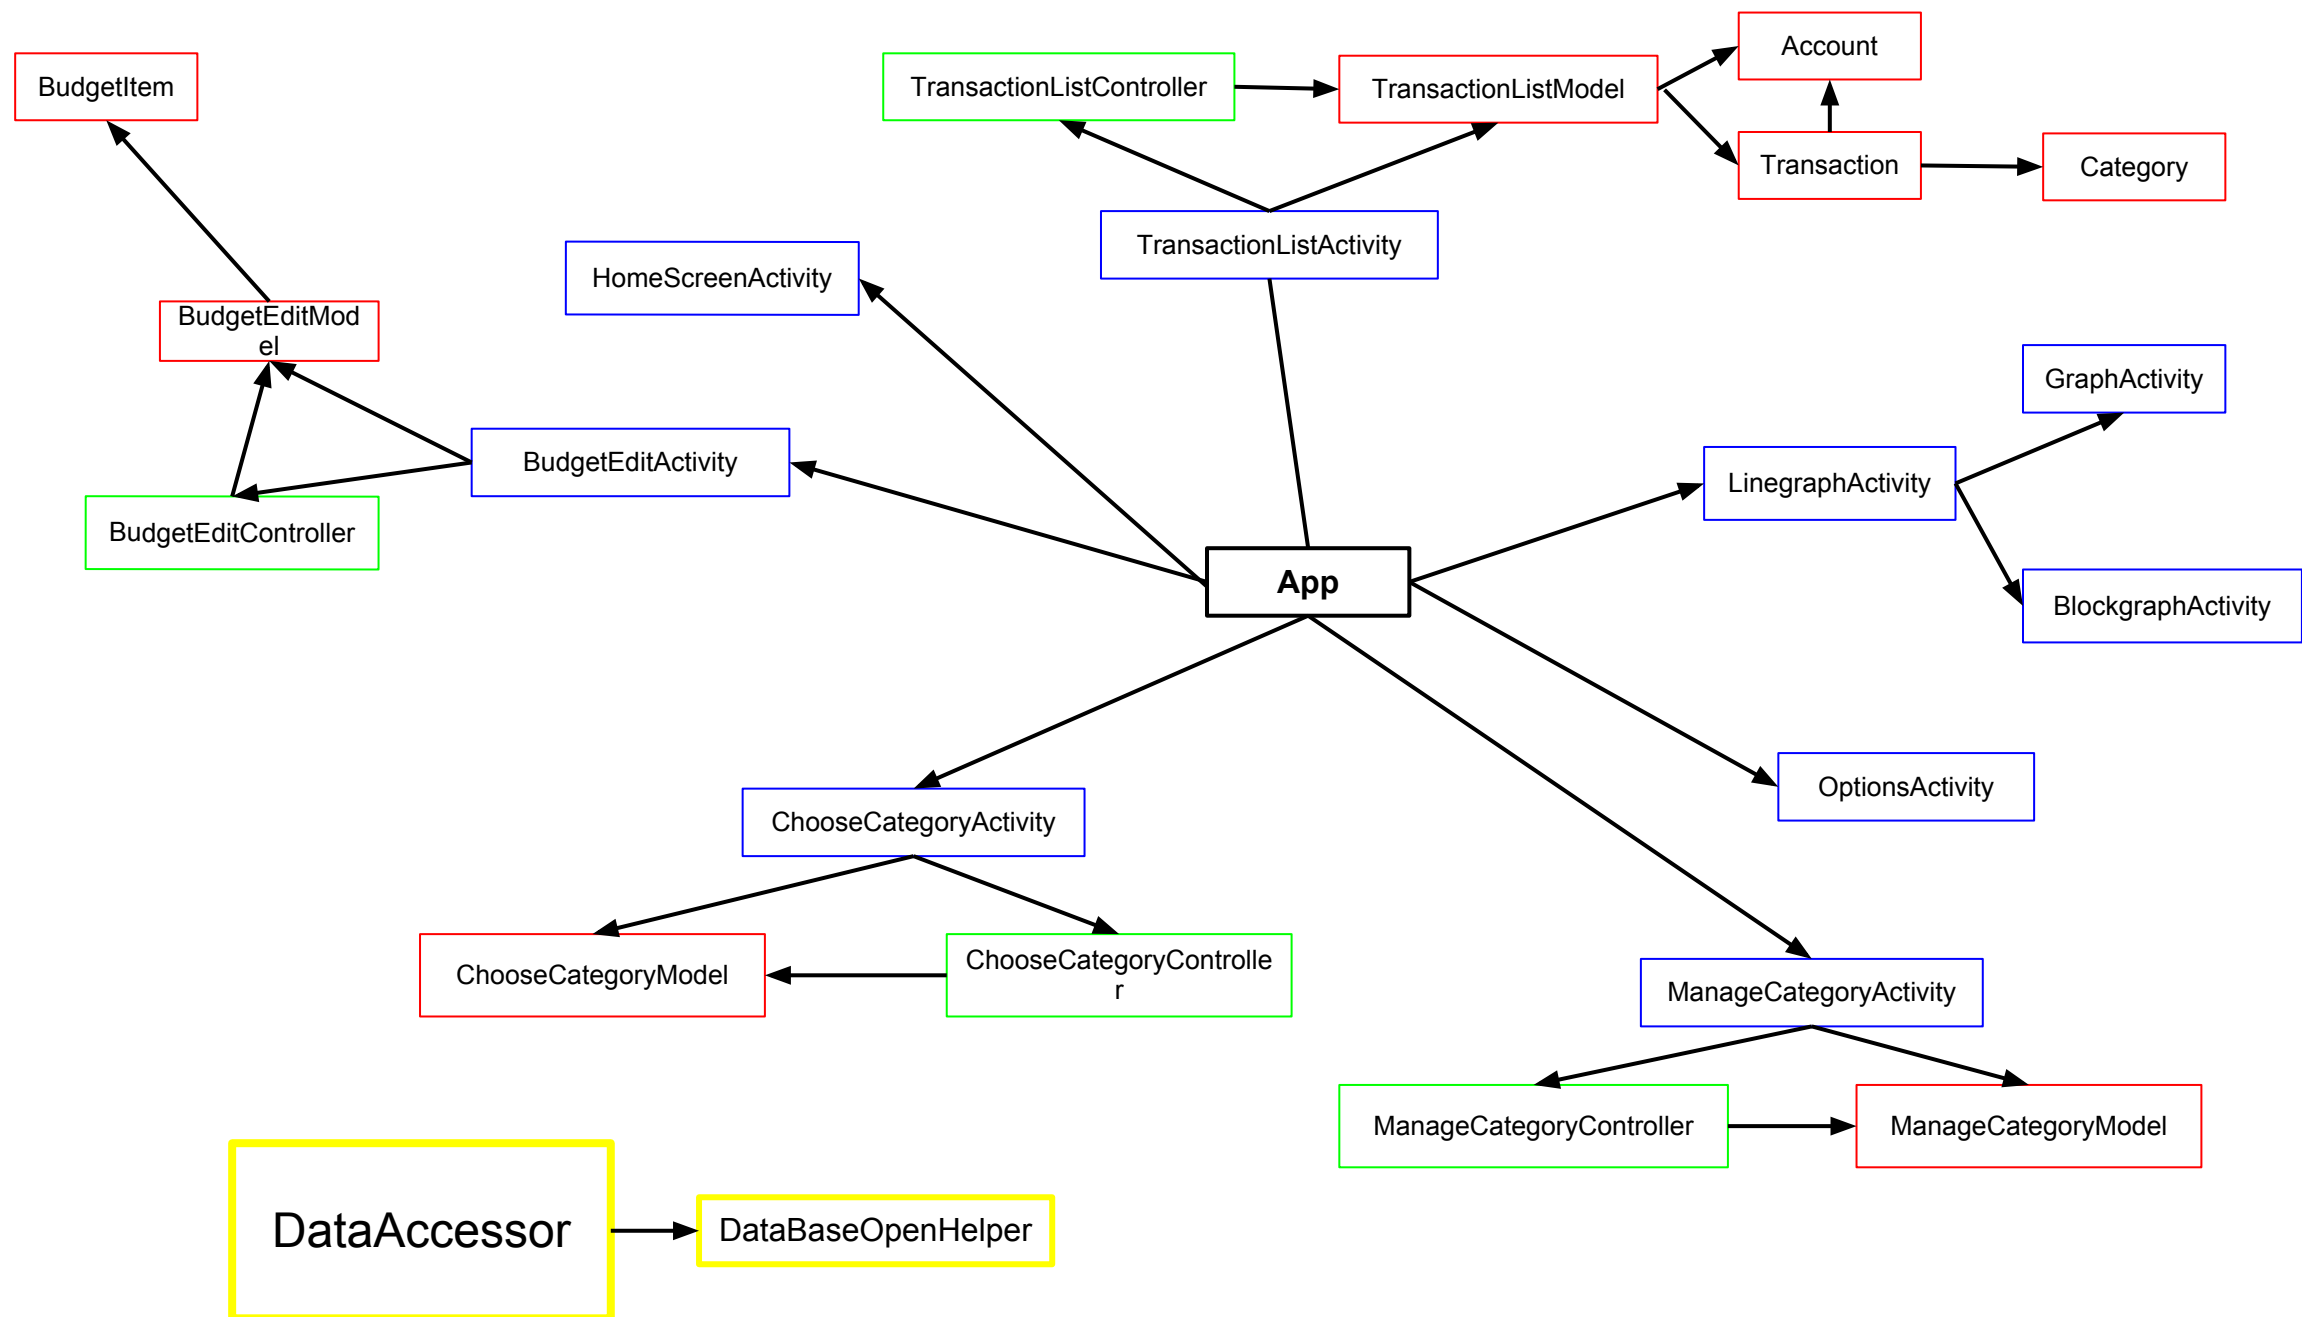 Account
BudgetItem
TransactionListController
TransactionListModel
Transaction
Category
TransactionListActivity
HomeScreenActivity
BudgetEditMod
el
GraphActivity
BudgetEditActivity
LinegraphActivity
BudgetEditController
App
BlockgraphActivity
OptionsActivity
ChooseCategoryActivity
ChooseCategoryModel
ChooseCategoryControlle
r
ManageCategoryActivity
ManageCategoryController
ManageCategoryModel
DataAccessor
DataBaseOpenHelper